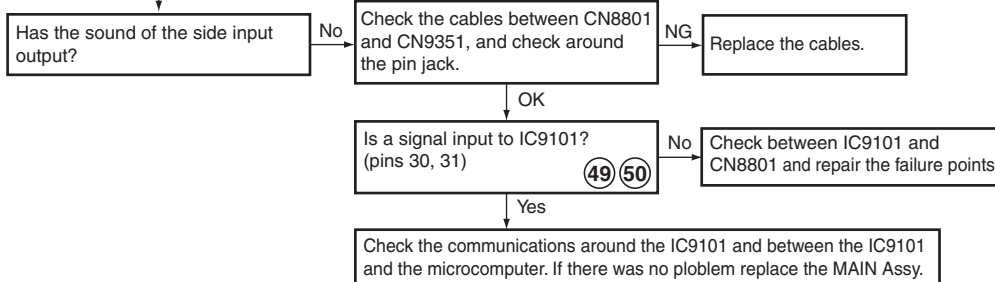 Has the sound of the side input
output?
No
Check the cables between CN8801
and CN9351, and check around
the pin jack.
NG
Replace the cables.
OK
Is a signal input to IC9101?
(pins 30, 31)
49 50
No
Check between IC9101 and
CN8801 and repair the failure points
Yes
Check the communications around the IC9101 and between the IC9101
and the microcomputer. If there was no ploblem replace the MAIN Assy.